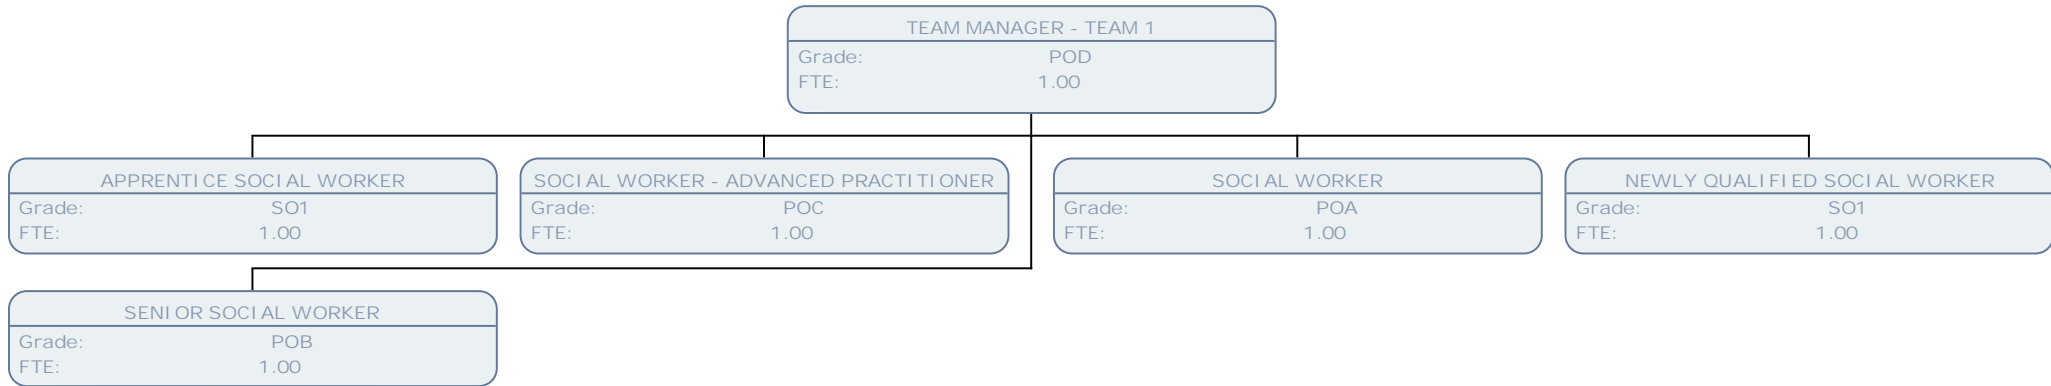 TEAM MANAGER - TEAM 1
Grade: POD
FTE: 1.00
APPRENTICE SOCIAL WORKER
Grade: SO1
FTE: 1.00
SOCIAL WORKER - ADVANCED PRACTITIONER
Grade: POC
FTE: 1.00
SOCIAL WORKER
Grade: POA
FTE: 1.00
NEWLY QUALIFIED SOCIAL WORKER
Grade: SO1
FTE: 1.00
SENIOR SOCIAL WORKER
Grade: POB
FTE: 1.00